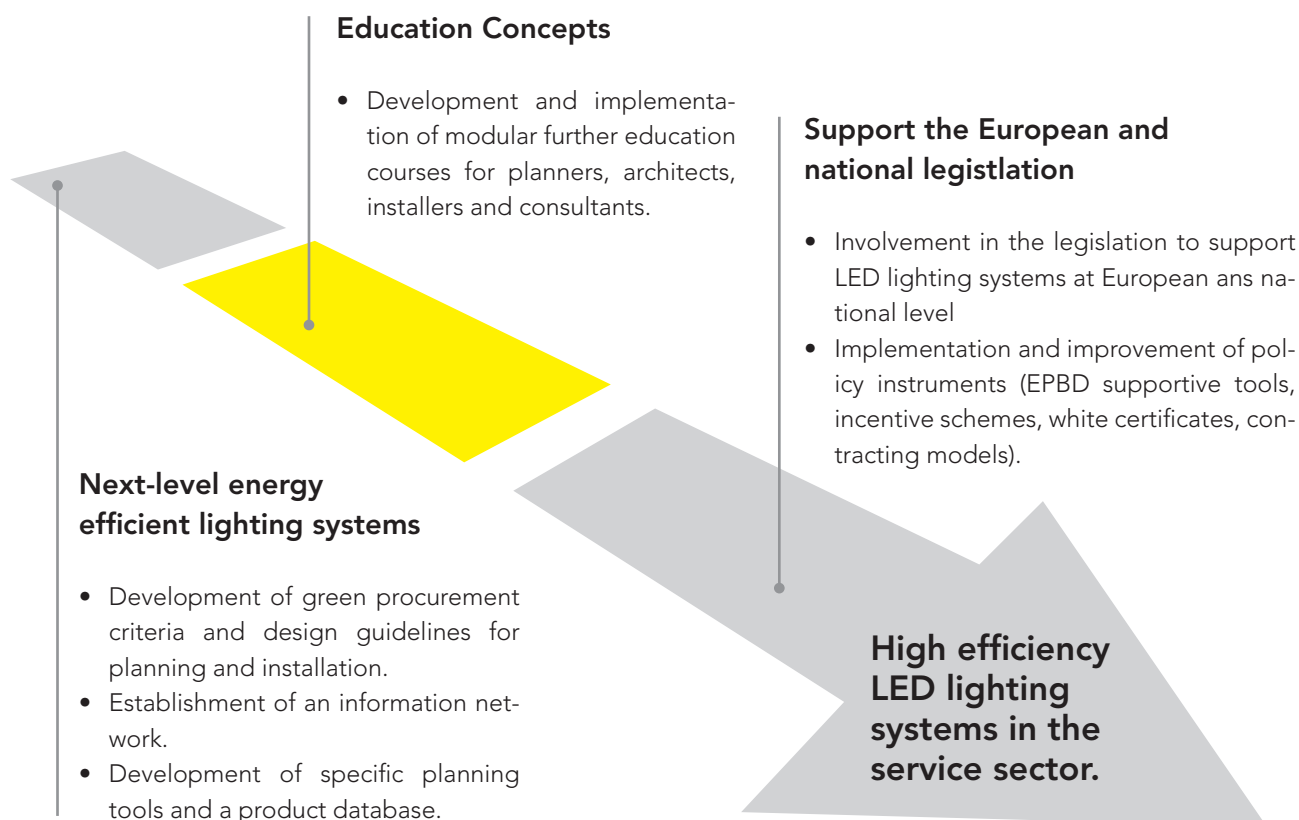 Education Concepts
• Development and implementa-
tion of modular further education
courses for planners, architects,
installers and consultants.
Support the European and
national legistlation
• Involvement in the legislation to support
LED lighting systems at European ans na-
tional level
• Implementation and improvement of pol-
icy instruments (EPBD supportive tools,
incentive schemes, white certificates, con-
tracting models).
Next-level energy
efficient lighting systems
• Development of green procurement
criteria and design guidelines for
planning and installation.
• Establishment of an information net-
work.
• Development of specific planning
tools and a product database.
High efficiency
LED lighting
systems in the
service sector.